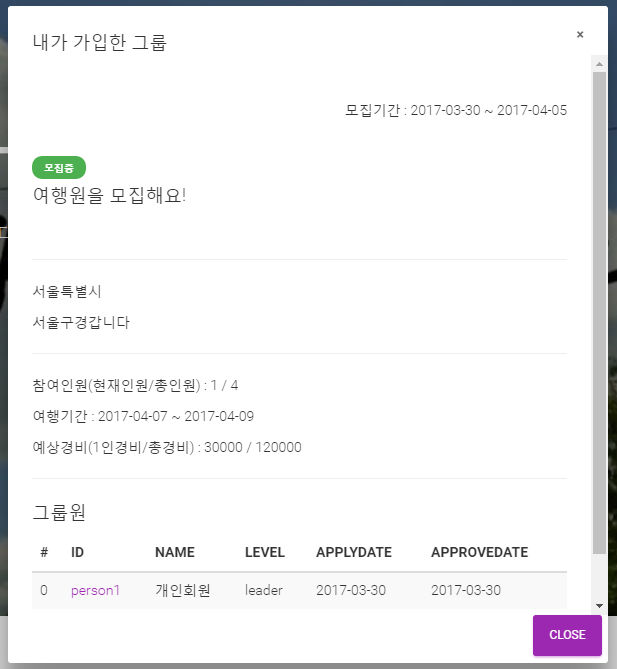 내가 가입한 그룹
×
모집기간 : 2017-03-30 ~ 2017-04-05
모집중
여행원을 모집해요!
서울특별시
서울구경갑니다
참여인원(현재인원/총인원) : 1 / 4
여행기간 : 2017-04-07 ~ 2017-04-09
예상경비(1인경비/총경비) : 30000 / 120000
그룹원
# ID NAME LEVEL APPLYDATE APPROVEDATE
0 person1 개인회원 leader 2017-03-30 2017-03-30
CLOSE